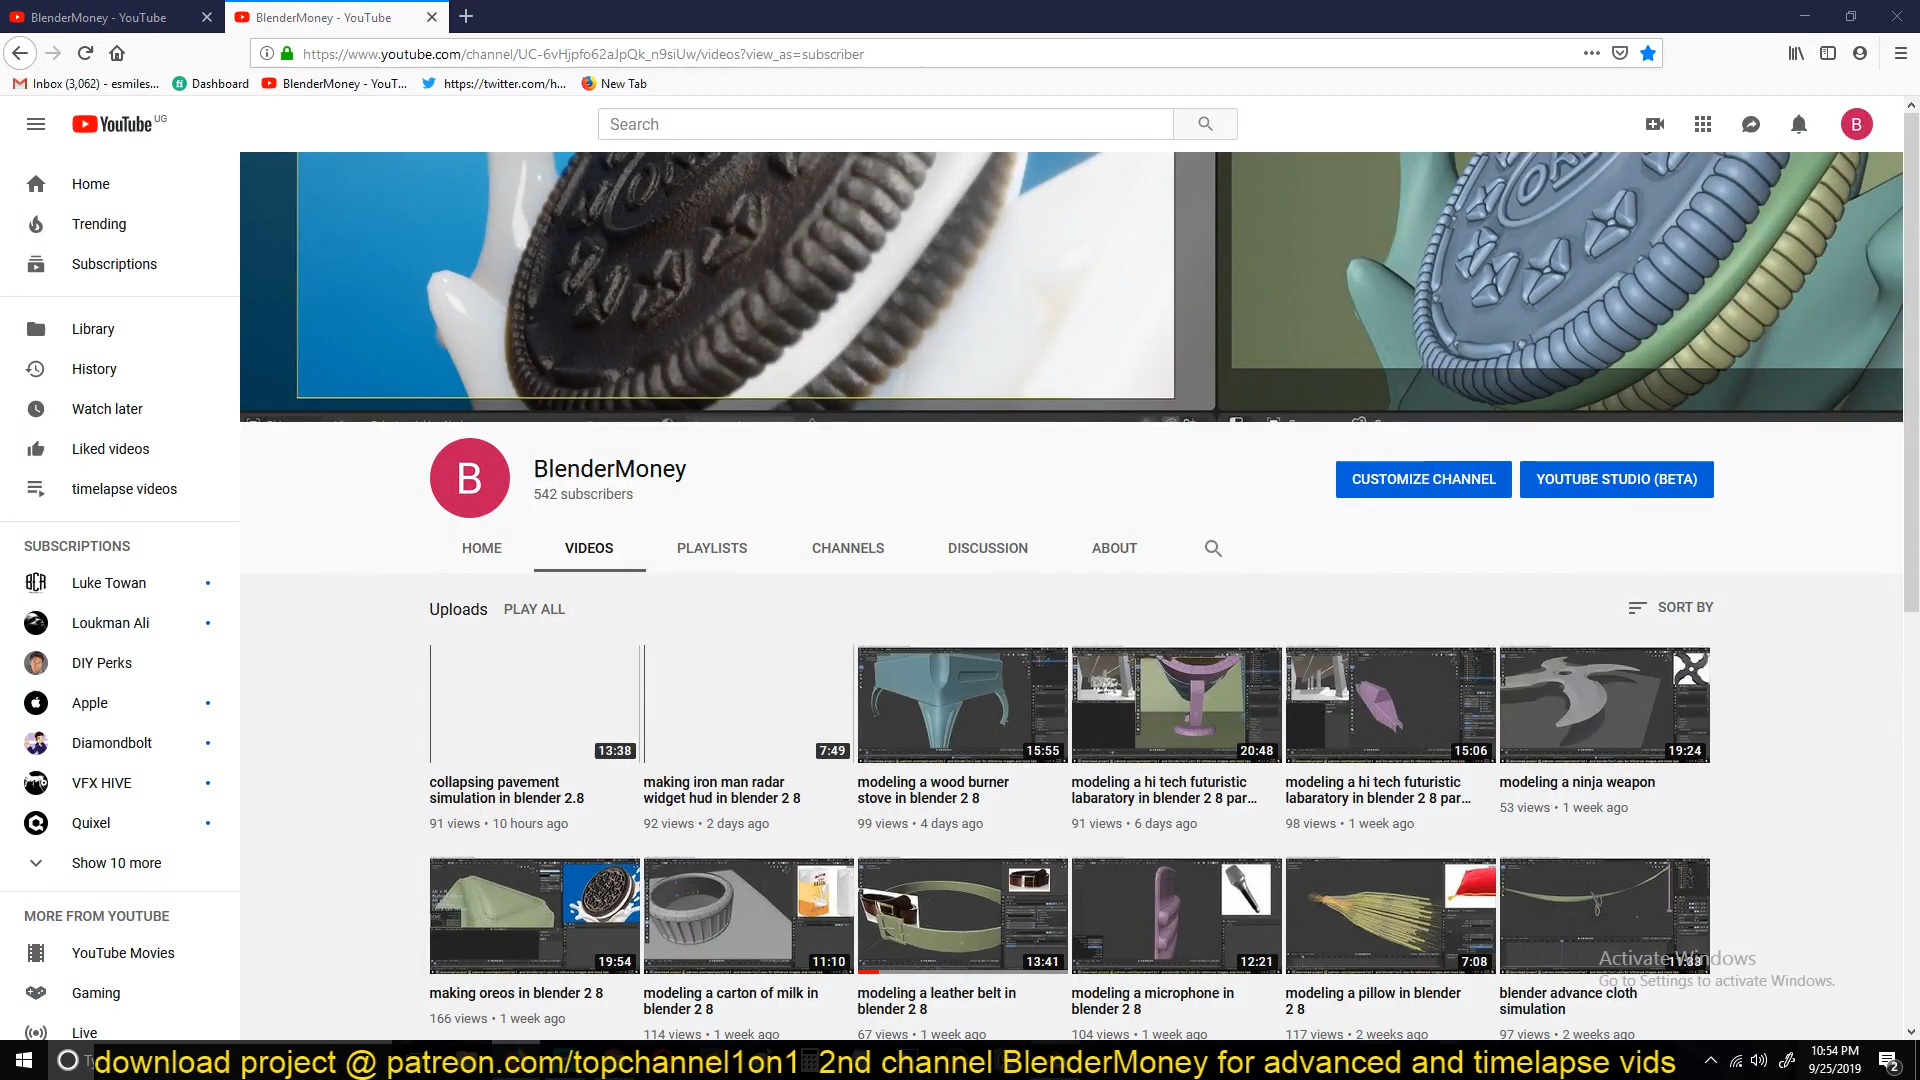 BlenderMoney - YouTube
BlenderMoney - YouTube
https://www.youtube.com/channel/UC-6vHjpfo62aJpQk_n9siUw/videos?view_as=subscriber
Inbox (3,062) - esmiles...
Dashboard
BlenderMoney - YouT...
https://twitter.com/h...
New Tab
YouTube UG
Search
B
Home
Trending
Subscriptions
Library
History
Watch later
Liked videos
timelapse videos
SUBSCRIPTIONS
Luke Towan
Loukman Ali
DIY Perks
Apple
Diamondbolt
VFX HIVE
Quixel
Show 10 more
MORE FROM YOUTUBE
YouTube Movies
Gaming
Live
B
BlenderMoney
542 subscribers
CUSTOMIZE CHANNEL
YOUTUBE STUDIO (BETA)
HOME
VIDEOS
PLAYLISTS
CHANNELS
DISCUSSION
ABOUT
Uploads
PLAY ALL
SORT BY
13:38
collapsing pavement
simulation in blender 2.8
91 views • 10 hours ago
7:49
making iron man radar
widget hud in blender 2 8
92 views • 2 days ago
15:55
modeling a wood burner
stove in blender 2 8
99 views • 4 days ago
20:48
modeling a hi tech futuristic
labaratory in blender 2 8 par...
91 views • 6 days ago
15:06
modeling a hi tech futuristic
labaratory in blender 2 8 par...
98 views • 1 week ago
19:24
modeling a ninja weapon
53 views • 1 week ago
19:54
making oreos in blender 2 8
166 views • 1 week ago
11:10
modeling a carton of milk in
blender 2 8
114 views • 1 week ago
13:41
modeling a leather belt in
blender 2 8
67 views • 1 week ago
12:21
modeling a microphone in
blender 2 8
104 views • 1 week ago
7:08
modeling a pillow in blender
2 8
117 views • 2 weeks ago
17:33
blender advance cloth
simulation
97 views • 2 weeks ago
Activate Windows
Go to Settings to activate Windows.
download project @ patreon.com/topchannel1on1 2nd channel BlenderMoney for advanced and timelapse vids
10:54 PM
9/25/2019
2